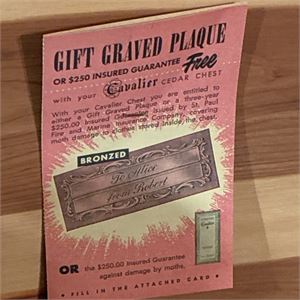 GIFT GRAVED PLAQUE
OR $250 INSURED GUARANTEE Free
with your Cavalier CEDAR CHEST
With your Cavalier Chest you are entitled to
either a Gift Graved Plaque or a three-year
$250.00 Insured Guarantee issued by St. Paul
Fire and Marine Insurance Company, covering
moth damage to clothes stored inside the chest.
BRONZED
To Alice
from Robert
Cavalier
OR the $250.00 Insured Guarantee
against damage by moths.
• FILL IN THE ATTACHED CARD •